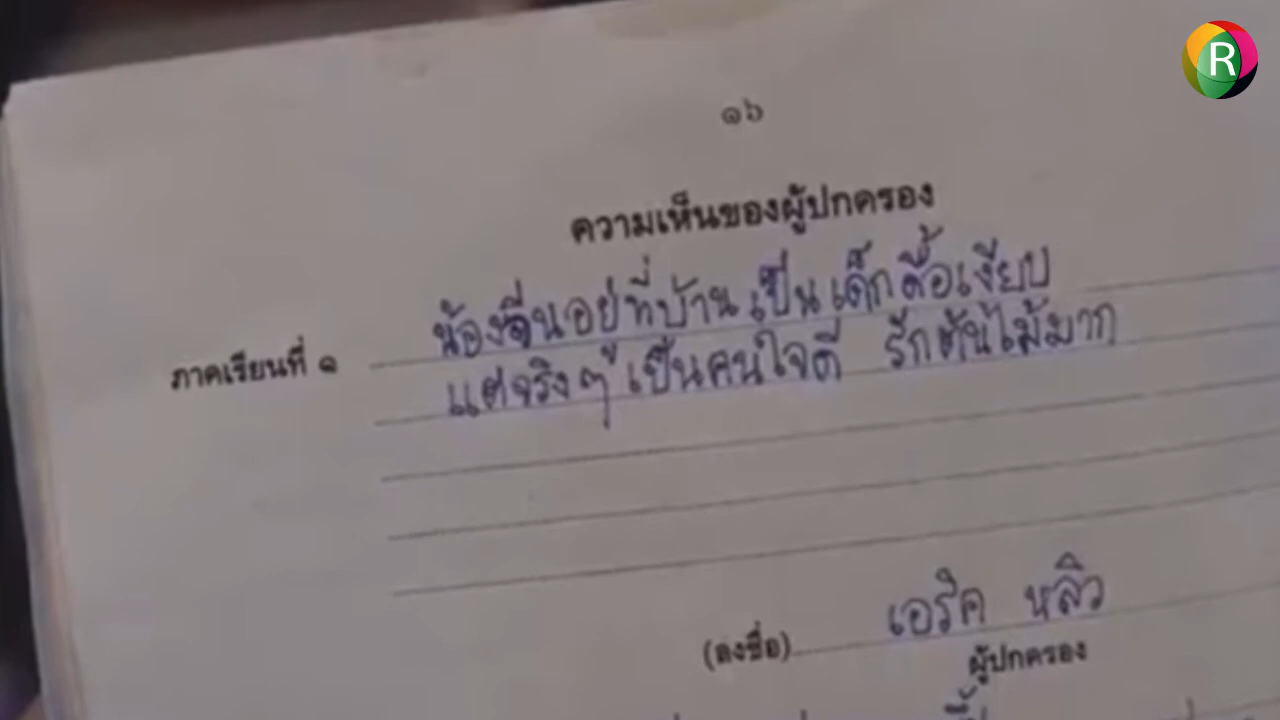 R
๑๖
ความเห็นของผู้ปกครอง
ภาคเรียนที่ ๑ น้องจีนอยู่ที่บ้านเป็นเด็กดื้อเงียบ
แต่จริงๆ เป็นคนใจดี รักต้นไม้มาก
(ลงชื่อ) เอริค หลิว
ผู้ปกครอง